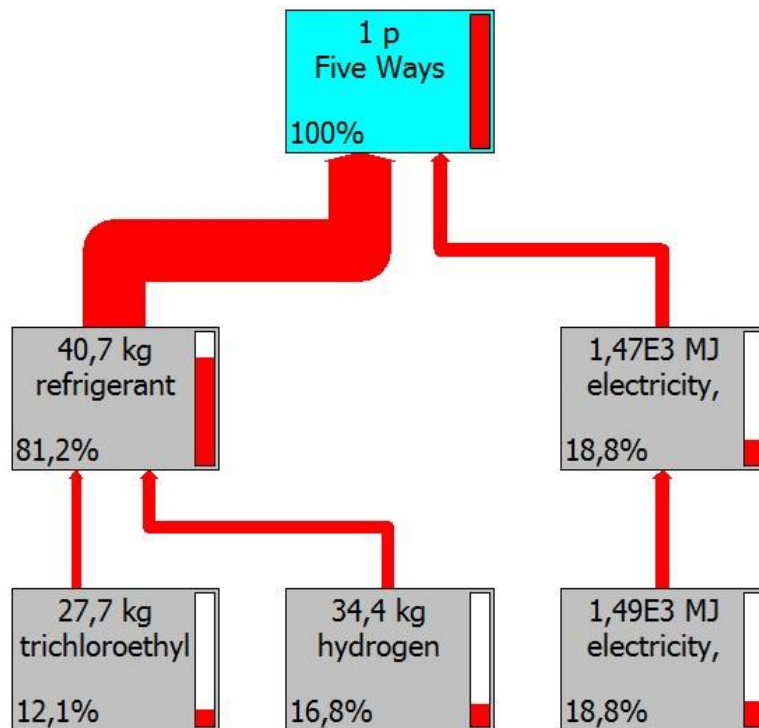 1 p
Five Ways
100%
40,7 kg
refrigerant
81,2%
1,47E3 MJ
electricity,
18,8%
27,7 kg
trichloroethyl
12,1%
34,4 kg
hydrogen
16,8%
1,49E3 MJ
electricity,
18,8%